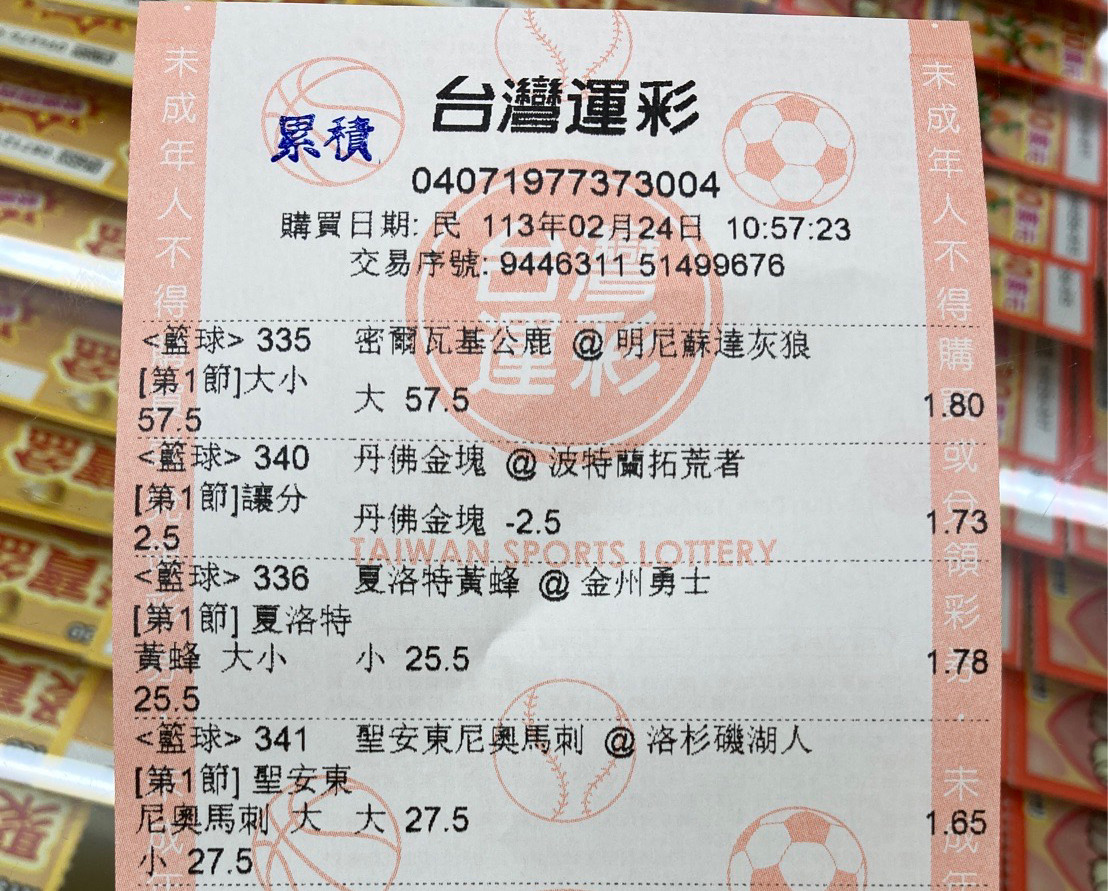 台灣運彩
累積
04071977373004
購買日期: 民 113年02月24日 10:57:23
交易序號: 9446311 51499676
<籃球> 335 密爾瓦基公鹿 @ 明尼蘇達灰狼
[第1節]大小
57.5
大 57.5 1.80
<籃球> 340 丹佛金塊 @ 波特蘭拓荒者
[第1節]讓分
2.5
丹佛金塊 -2.5 1.73
TAIWAN SPORTS LOTTERY
<籃球> 336 夏洛特黃蜂 @ 金州勇士
[第1節] 夏洛特
黃蜂 大小 小 25.5 1.78
25.5
<籃球> 341 聖安東尼奧馬刺 @ 洛杉磯湖人
[第1節] 聖安東
尼奧馬刺 大 大 27.5 1.65
小 27.5
台灣
運彩
未成年人不得
未成年人不得購買或兌領彩券.未成年